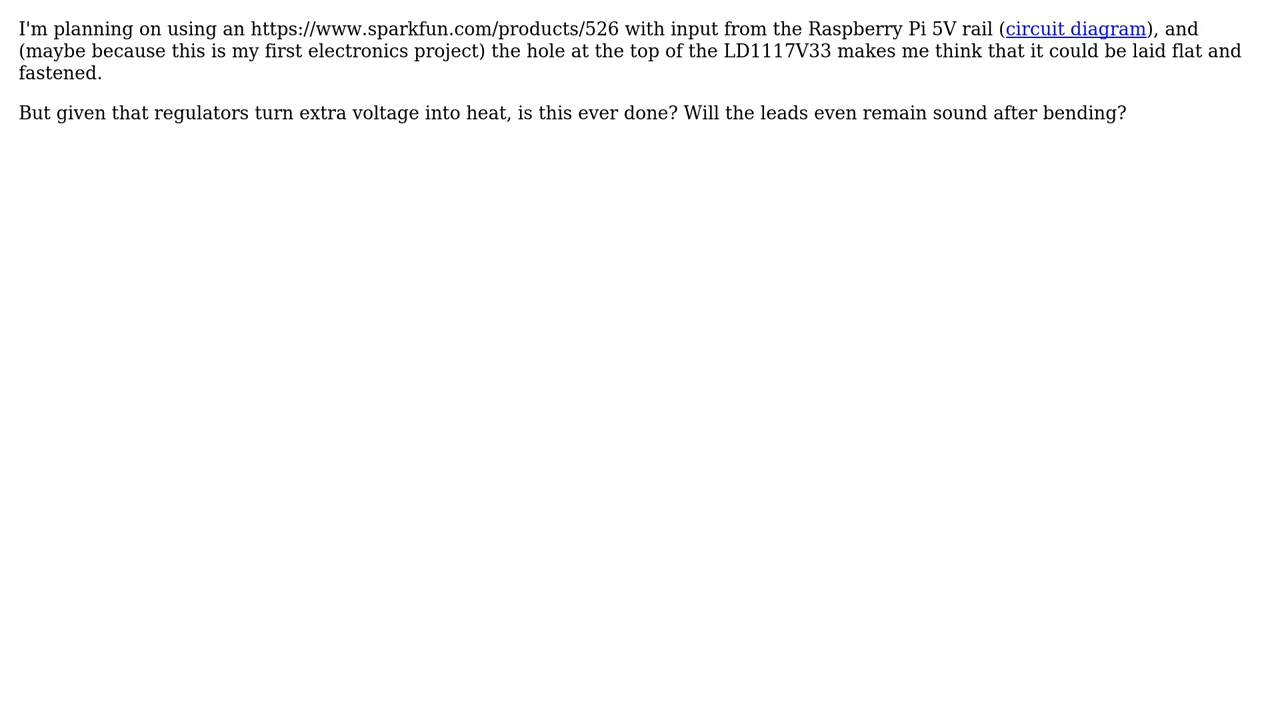 I'm planning on using an https://www.sparkfun.com/products/526 with input from the Raspberry Pi 5V rail (circuit diagram), and
(maybe because this is my first electronics project) the hole at the top of the LD1117V33 makes me think that it could be laid flat and
fastened.
But given that regulators turn extra voltage into heat, is this ever done? Will the leads even remain sound after bending?